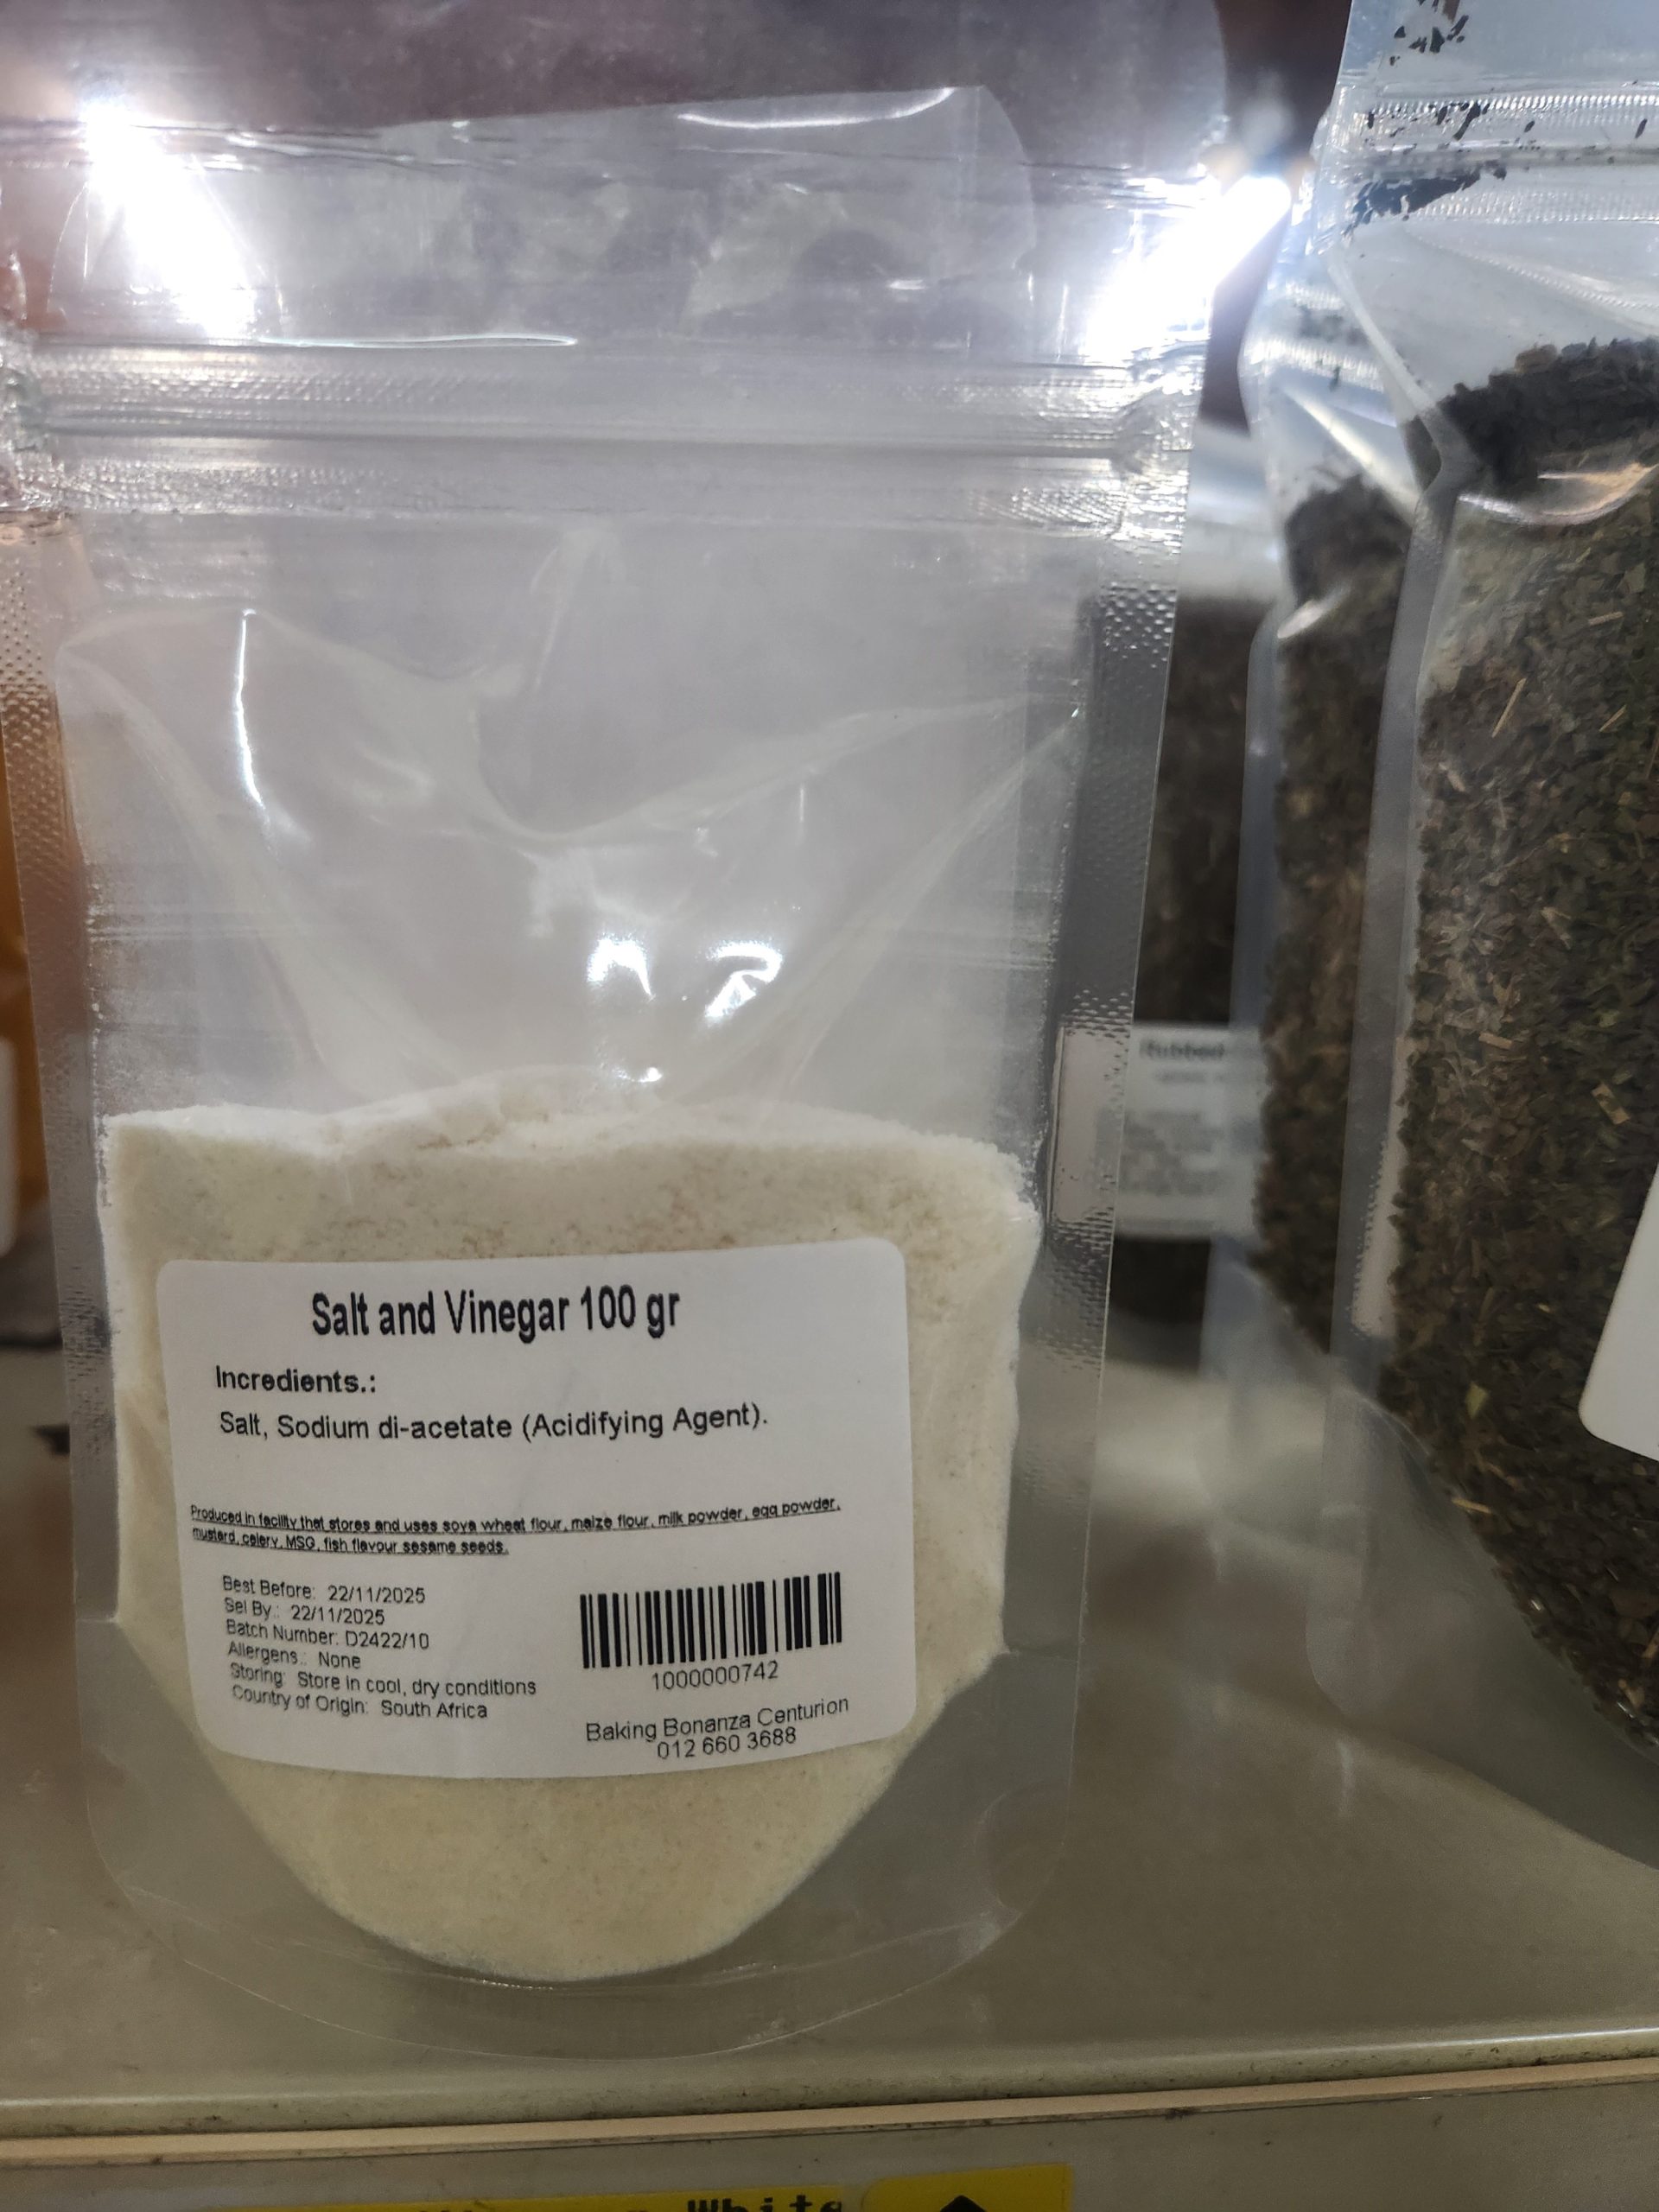 Salt and Vinegar 100 gr
Incredients.:
Salt, Sodium di-acetate (Acidifying Agent).
Produced in facility that stores and uses soya wheat flour, maize flour, milk powder, egg powder,
mustard, celery, MSG, fish flavour sesame seeds.
Best Before: 22/11/2025
Sel By.: 22/11/2025
Batch Number: D2422/10
Allergens.: None
Storing: Store in cool, dry conditions
Country of Origin: South Africa
1000000742
Baking Bonanza Centurion
012 660 3688
Rubbed
White